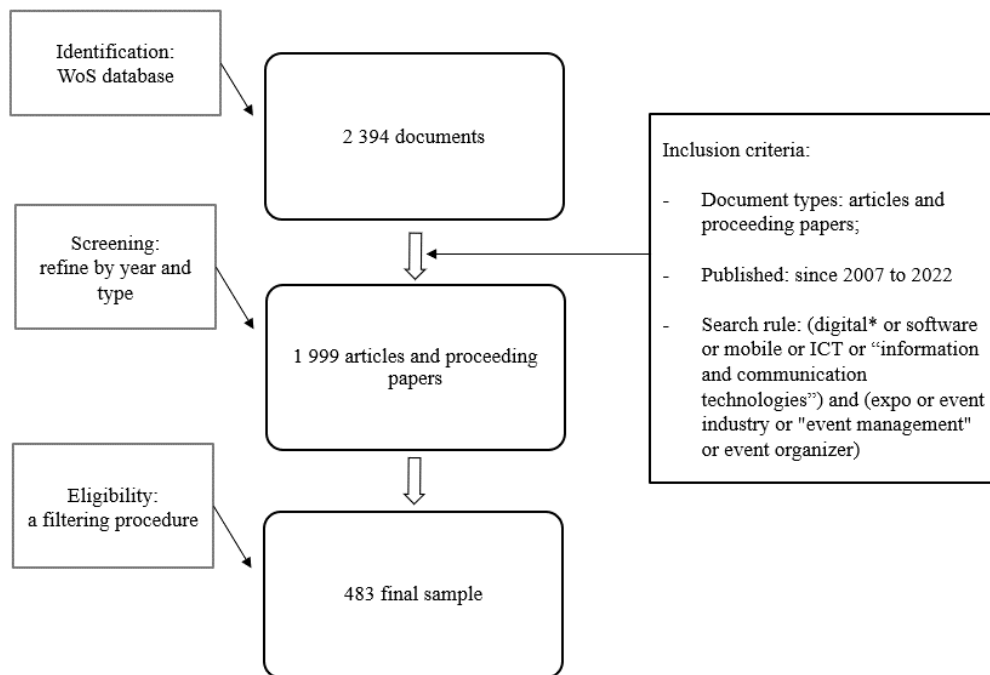 Identification:
WoS database
2 394 documents
Screening:
refine by year and
type
1 999 articles and proceeding
papers
Eligibility:
a filtering procedure
483 final sample
Inclusion criteria:
- Document types: articles and
proceeding papers;
- Published: since 2007 to 2022
- Search rule: (digital* or software
or mobile or ICT or “information
and communication
technologies”) and (expo or event
industry or "event management"
or event organizer)